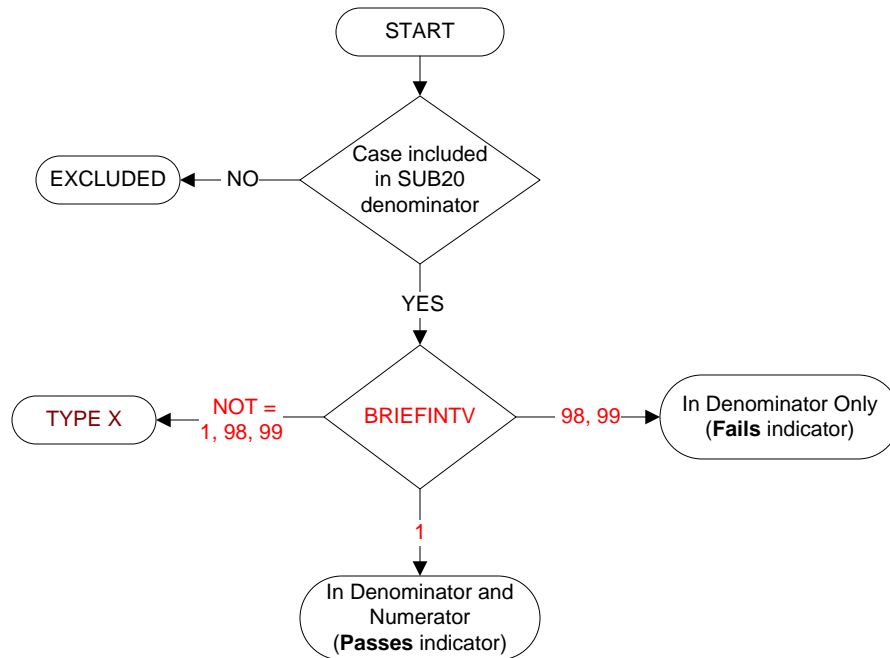 START
Case included
in SUB20
denominator
NO
EXCLUDED
YES
BRIEFINTV
NOT =
1, 98, 99
TYPE X
98, 99
In Denominator Only
(Fails indicator)
1
In Denominator and
Numerator
(Passes indicator)